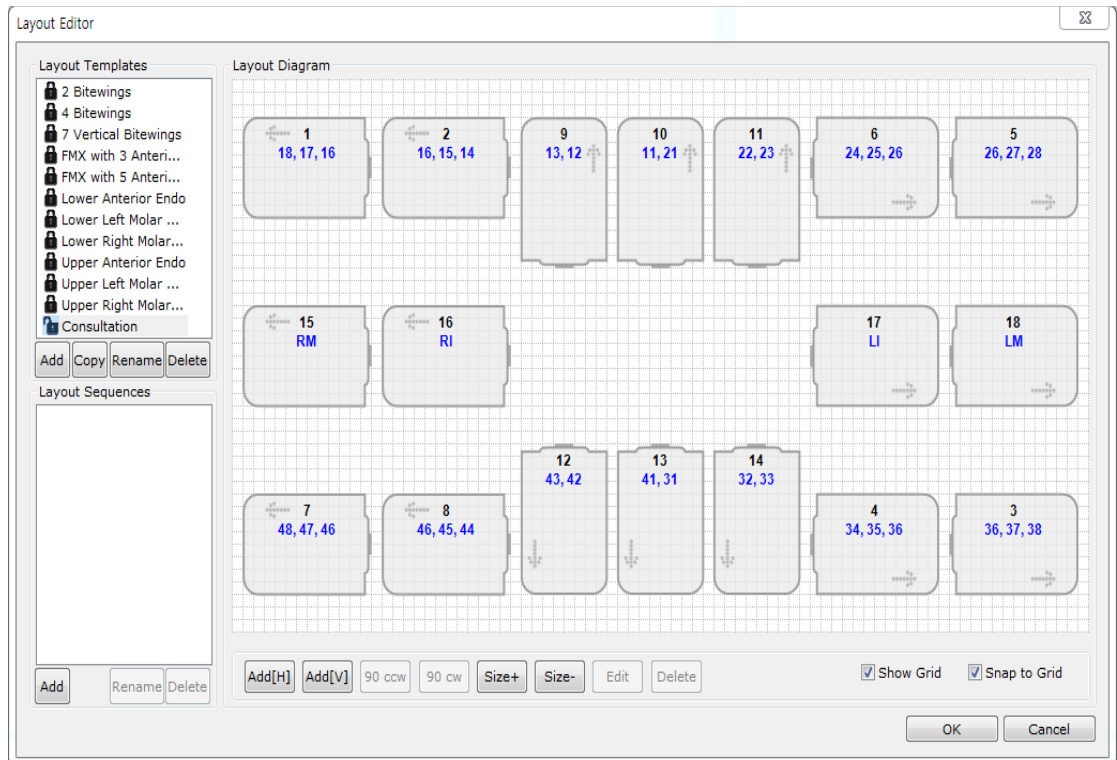 Layout Editor
Layout Templates
2 Bitewings
4 Bitewings
7 Vertical Bitewings
FMX with 3 Anteri...
FMX with 5 Anteri...
Lower Anterior Endo
Lower Left Molar ...
Lower Right Molar...
Upper Anterior Endo
Upper Left Molar ...
Upper Right Molar...
Consultation
Add Copy Rename Delete
Layout Sequences
Add Rename Delete
Layout Diagram
1 2 9 10 11 6 5
18, 17, 16 16, 15, 14 13, 12 11, 21 22, 23 24, 25, 26 26, 27, 28
15 16 17 18
RM RI LI LM
12 13 14
43, 42 41, 31 32, 33
7 8 4 3
48, 47, 46 46, 45, 44 34, 35, 36 36, 37, 38
Add[H] Add[V] 90 ccw 90 cw Size+ Size- Edit Delete Show Grid Snap to Grid
OK Cancel